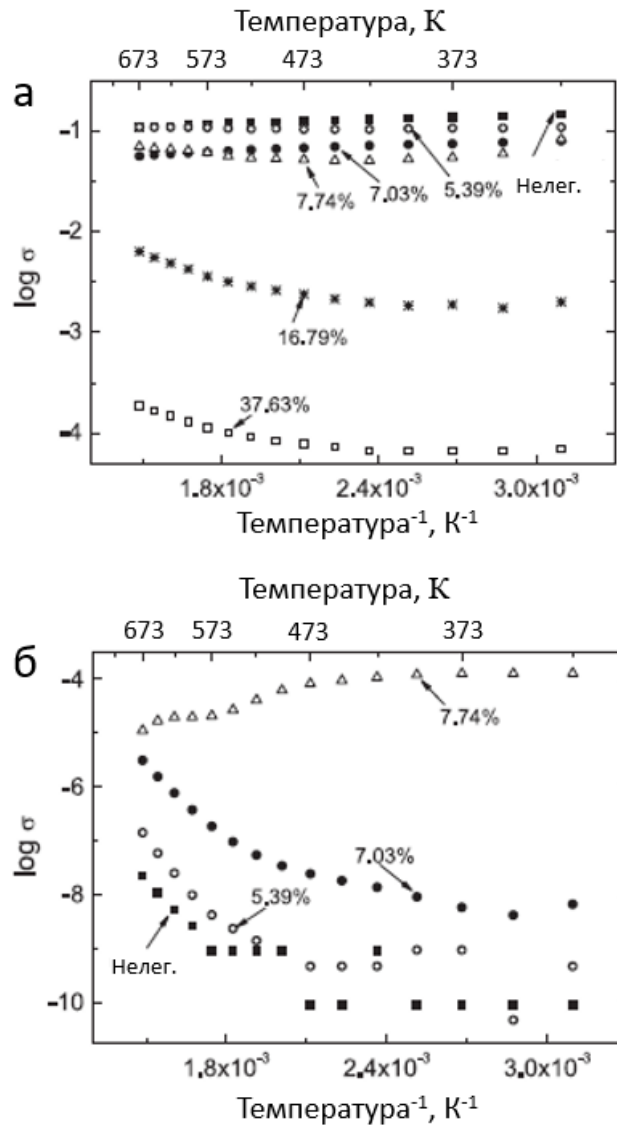 Температура, К
673 573 473 373
а
-1
Нелег.
5.39%
7.03%
7.74%
-2
log σ
-3
16.79%
37.63%
-4
1.8x10⁻³ 2.4x10⁻³ 3.0x10⁻³
Температура⁻¹, К⁻¹
Температура, К
673 573 473 373
б
-4
7.74%
-6
log σ
7.03%
-8
5.39%
Нелег.
-10
1.8x10⁻³ 2.4x10⁻³ 3.0x10⁻³
Температура⁻¹, К⁻¹